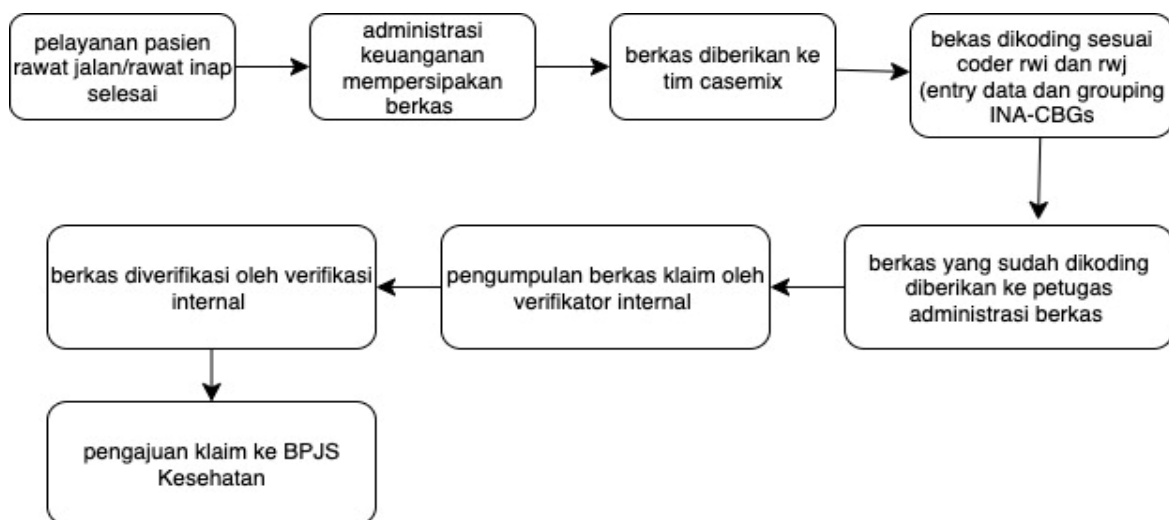 pelayanan pasien
rawat jalan/rawat inap
selesai
administrasi
keuanganan
mempersipakan
berkas
berkas diberikan ke
tim casemix
bekas dikoding sesuai
coder rwi dan rwj
(entry data dan grouping
INA-CBGs
berkas yang sudah dikoding
diberikan ke petugas
administrasi berkas
pengumpulan berkas klaim oleh
verifikator internal
berkas diverifikasi oleh verifikasi
internal
pengajuan klaim ke BPJS
Kesehatan